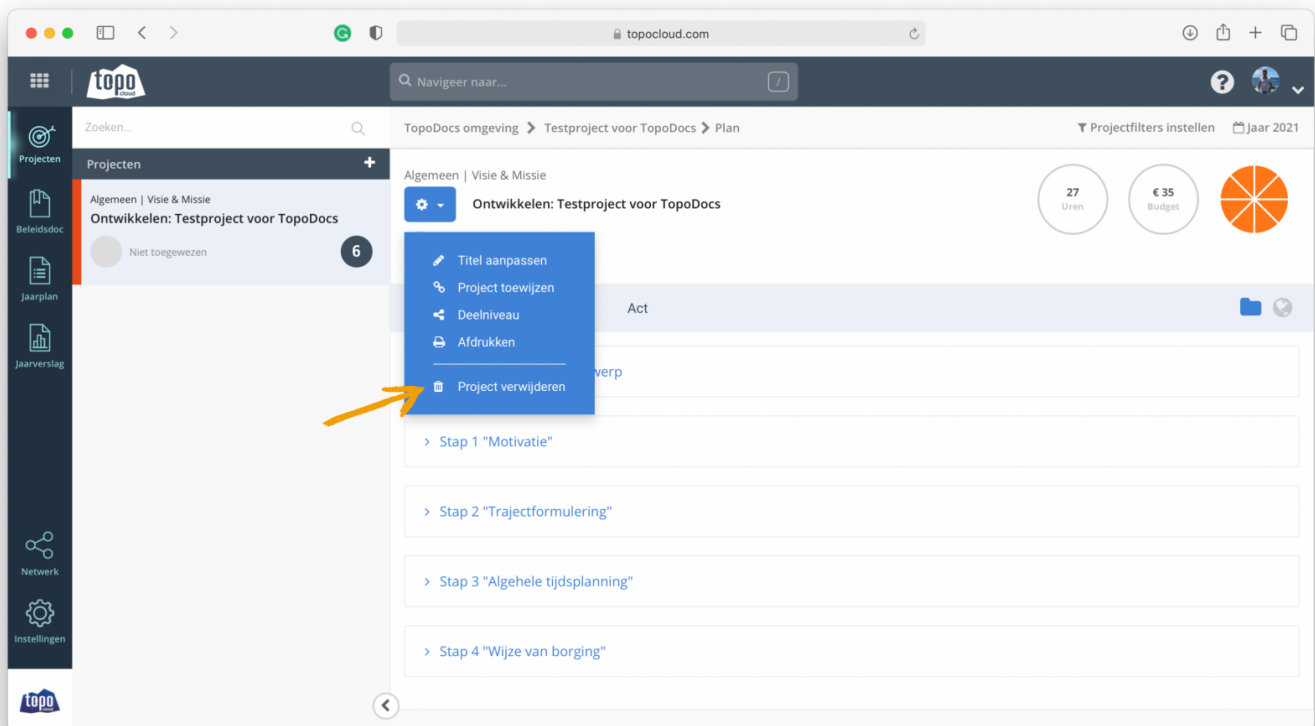 topocloud.com
topo
cloud
Navigeer naar...
/
?
Projecten
Beleidsdoc
Jaarplan
Jaarverslag
Netwerk
Instellingen
topo
cloud
Zoeken...
Projecten
+
Algemeen | Visie & Missie
Ontwikkelen: Testproject voor TopoDocs
Niet toegewezen
6
TopoDocs omgeving > Testproject voor TopoDocs > Plan
Projectfilters instellen
Jaar 2021
Algemeen | Visie & Missie
Ontwikkelen: Testproject voor TopoDocs
27
Uren
€ 35
Budget
Titel aanpassen
Project toewijzen
Deelniveau
Afdrukken
Project verwijderen
Act
werp
> Stap 1 "Motivatie"
> Stap 2 "Trajectformulering"
> Stap 3 "Algehele tijdsplanning"
> Stap 4 "Wijze van borging"